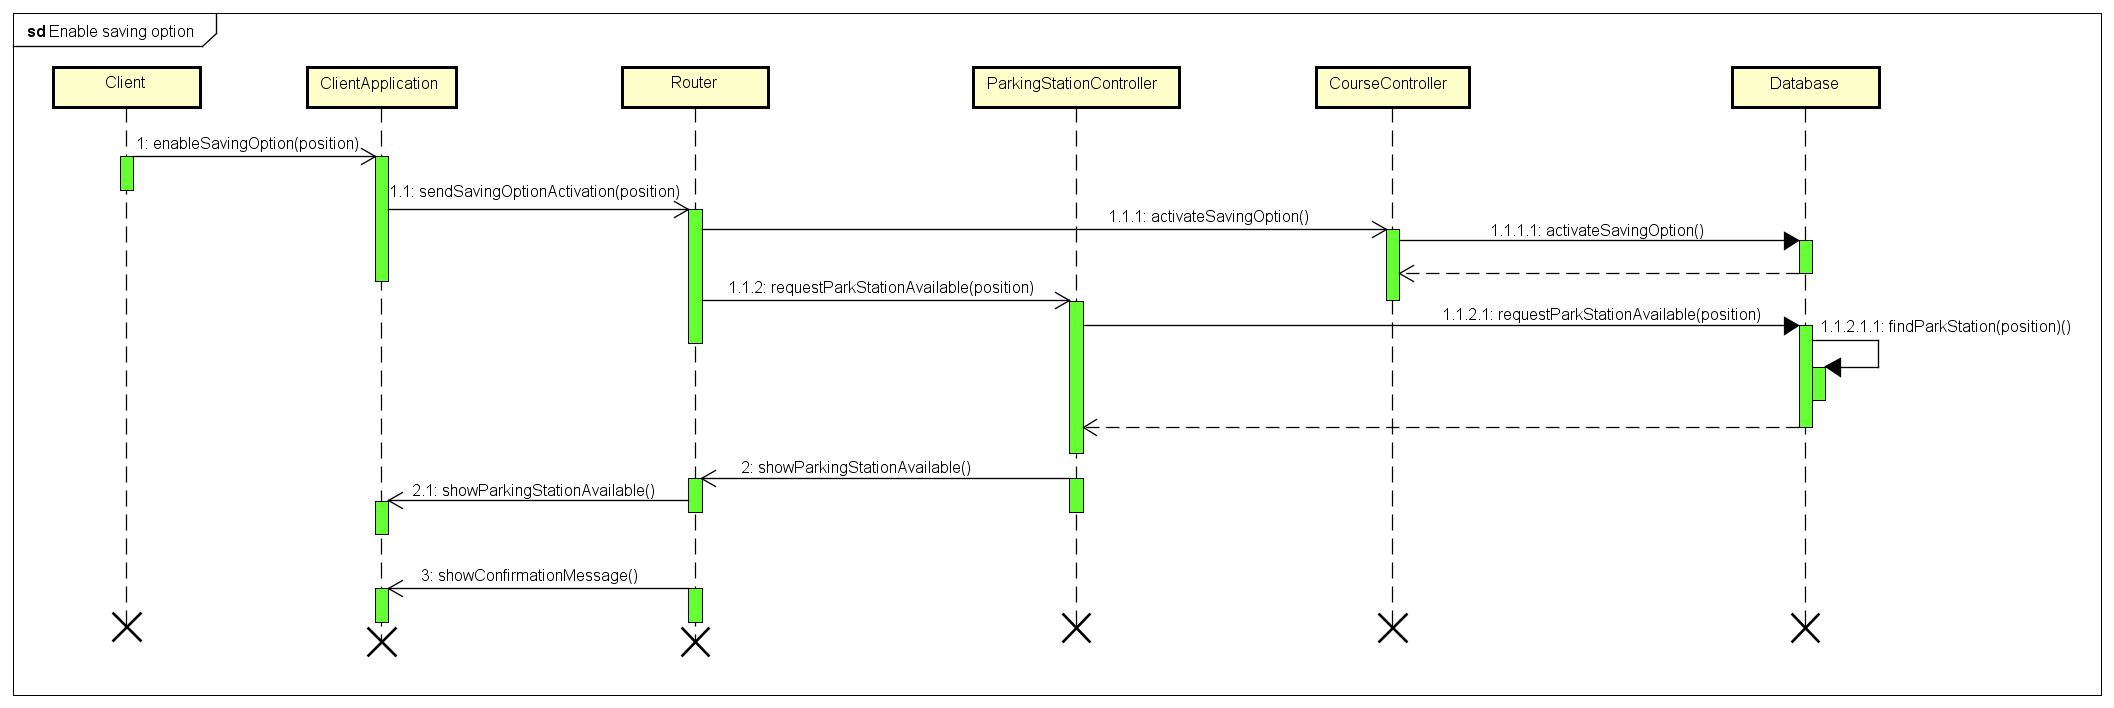 sd Enable saving option
Client
ClientApplication
Router
ParkingStationController
CourseController
Database
1: enableSavingOption(position)
1.1: sendSavingOptionActivation(position)
1.1.1: activateSavingOption()
1.1.1.1: activateSavingOption()
1.1.2: requestParkStationAvailable(position)
1.1.2.1: requestParkStationAvailable(position)
1.1.2.1.1: findParkStation(position)()
2: showParkingStationAvailable()
2.1: showParkingStationAvailable()
3: showConfirmationMessage()